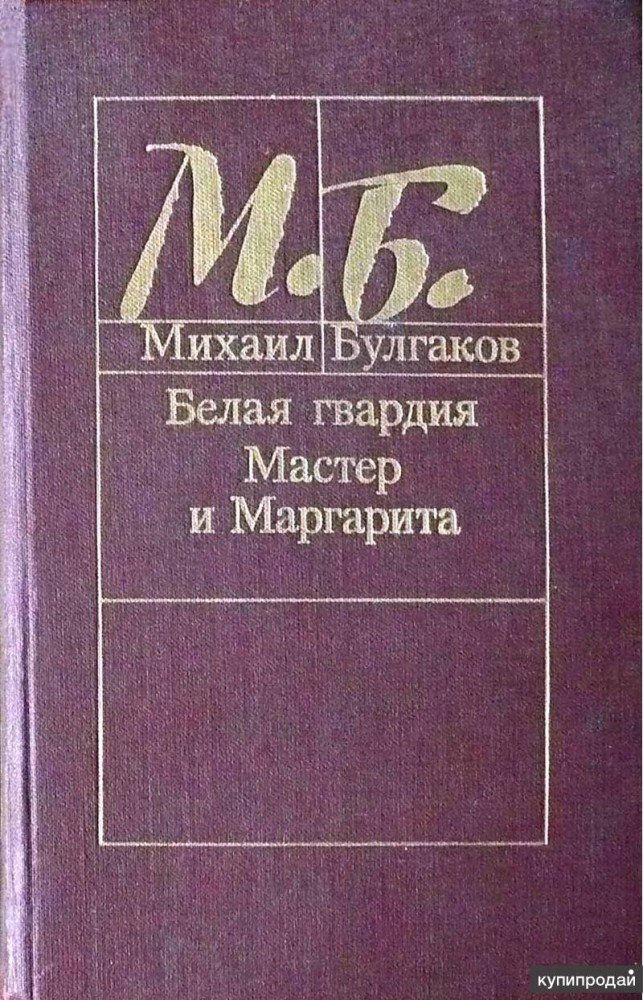 М.Б.
Михаил Булгаков
Белая гвардия
Мастер
и Маргарита
купипродай